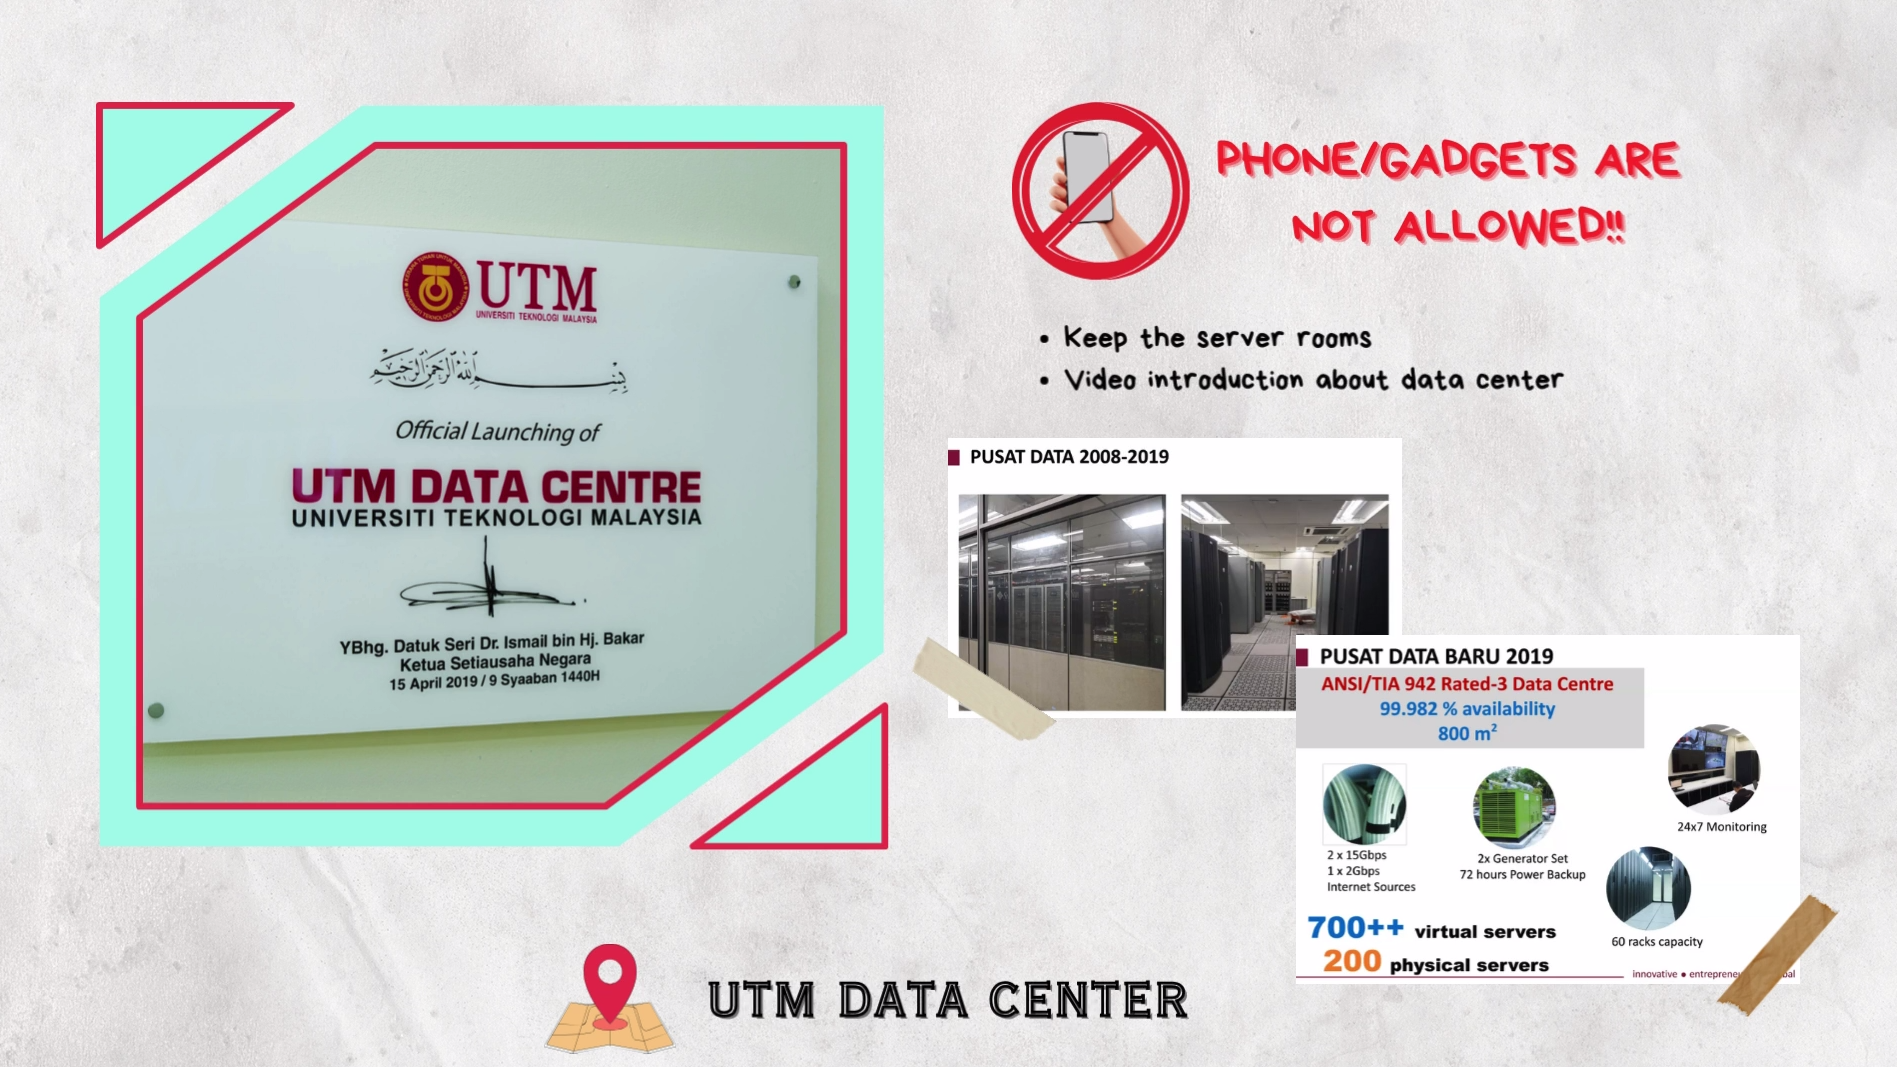 UTM
UNIVERSITI TEKNOLOGI MALAYSIA
بسم الله الرحمن الرحيم
Official Launching of
UTM DATA CENTRE
UNIVERSITI TEKNOLOGI MALAYSIA
YBhg. Datuk Seri Dr. Ismail bin Hj. Bakar
Ketua Setiausaha Negara
15 April 2019 / 9 Syaaban 1440H
PHONE/GADGETS ARE
NOT ALLOWED!!
• Keep the server rooms
• Video introduction about data center
PUSAT DATA 2008-2019
PUSAT DATA BARU 2019
ANSI/TIA 942 Rated-3 Data Centre
99.982 % availability
800 m²
2 x 15Gbps
1 x 2Gbps
Internet Sources
2x Generator Set
72 hours Power Backup
24x7 Monitoring
60 racks capacity
700++ virtual servers
200 physical servers
innovative ●
UTM DATA CENTER